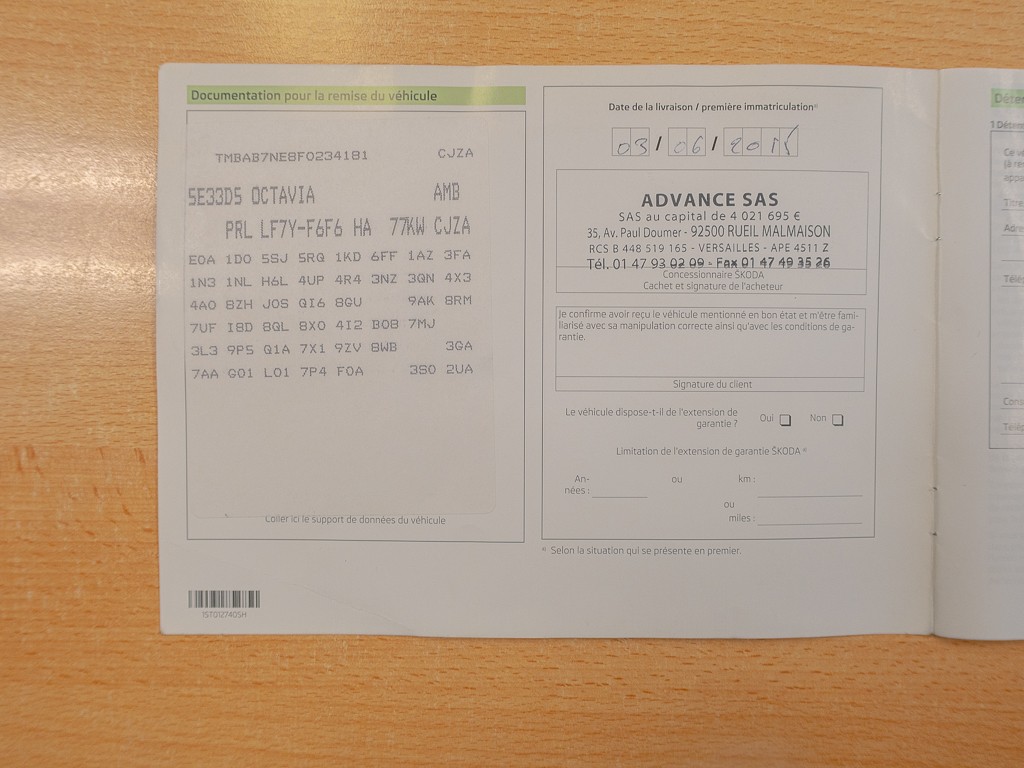 Documentation pour la remise du véhicule
TMBAB7NE8F0234181 CJZA
5E33D5 OCTAVIA AMB
PRL LF7Y-F6F6 HA 77KW CJZA
E0A 1D0 5SJ 5RQ 1KD 6FF 1AZ 3FA
1N3 1NL H6L 4UP 4R4 3NZ 3QN 4X3
4A0 8ZH J0S QI6 8GU 9AK 8RM
7UF I8D 8QL 8X0 4I2 B08 7MJ
3L3 9P5 Q1A 7X1 9ZV 8WB 3GA
7AA G01 L01 7P4 F0A 3S0 2UA
Coller ici le support de données du véhicule
1ST012740SH
Date de la livraison / première immatriculation*
03 / 06 / 201
ADVANCE SAS
SAS au capital de 4 021 695 €
35, Av. Paul Doumer - 92500 RUEIL MALMAISON
RCS B 448 519 165 - VERSAILLES - APE 4511 Z
Tél. 01 47 93 02 09 - Fax 01 47 49 35 26
Concessionnaire ŠKODA
Cachet et signature de l'acheteur
Je confirme avoir reçu le véhicule mentionné en bon état et m'être fami-
liarisé avec sa manipulation correcte ainsi qu'avec les conditions de ga-
rantie.
Signature du client
Le véhicule dispose-t-il de l'extension de
garantie ?
Oui Non
Limitation de l'extension de garantie ŠKODA *
An-
nées : ou km :
ou
miles :
* Selon la situation qui se présente en premier.
1
Ce
Titre